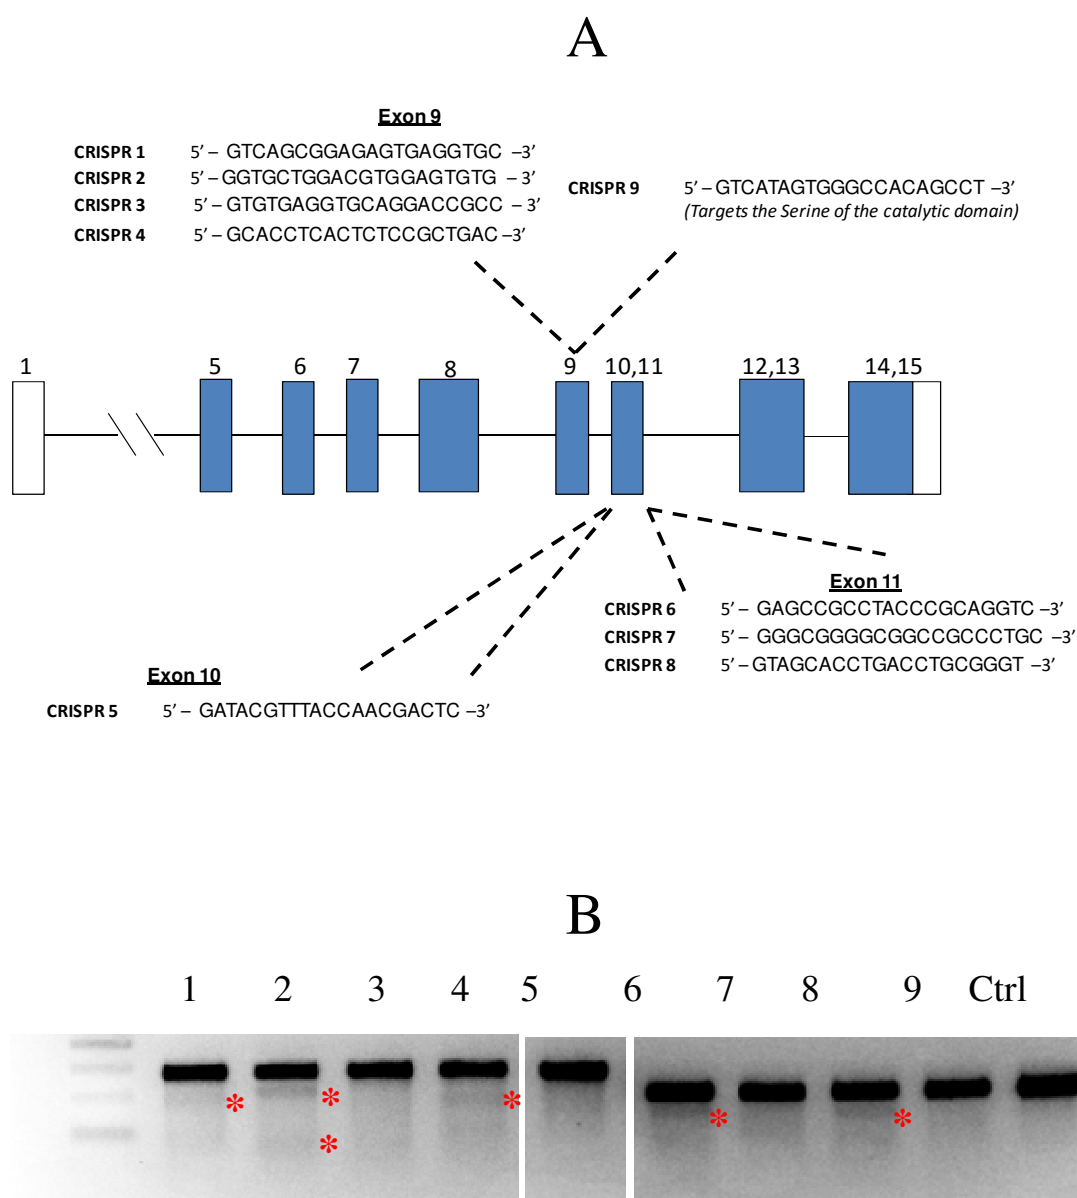 A
Exon 9
CRISPR 1 5’ – GTCAGCGGAGAGTGAGGTGC –3’
CRISPR 2 5’ – GGTGCTGGACGTGGAGTGTG – 3’
CRISPR 3 5’ – GTGTGAGGTGCAGGACCGCC – 3’
CRISPR 4 5’ – GCACCTCACTCTCCGCTGAC –3’
CRISPR 9 5’ – GTCATAGTGGGCCACAGCCT –3’
(Targets the Serine of the catalytic domain)
1 5 6 7 8 9 10,11 12,13 14,15
Exon 11
CRISPR 6 5’ – GAGCCGCCTACCCGCAGGTC –3’
CRISPR 7 5’ – GGGCGGGGCGGCCGCCCTGC –3’
CRISPR 8 5’ – GTAGCACCTGACCTGCGGGT –3’
Exon 10
CRISPR 5 5’ – GATACGTTTACCAACGACTC –3’
B
1 2 3 4 5 6 7 8 9 Ctrl
* * *
*
* *